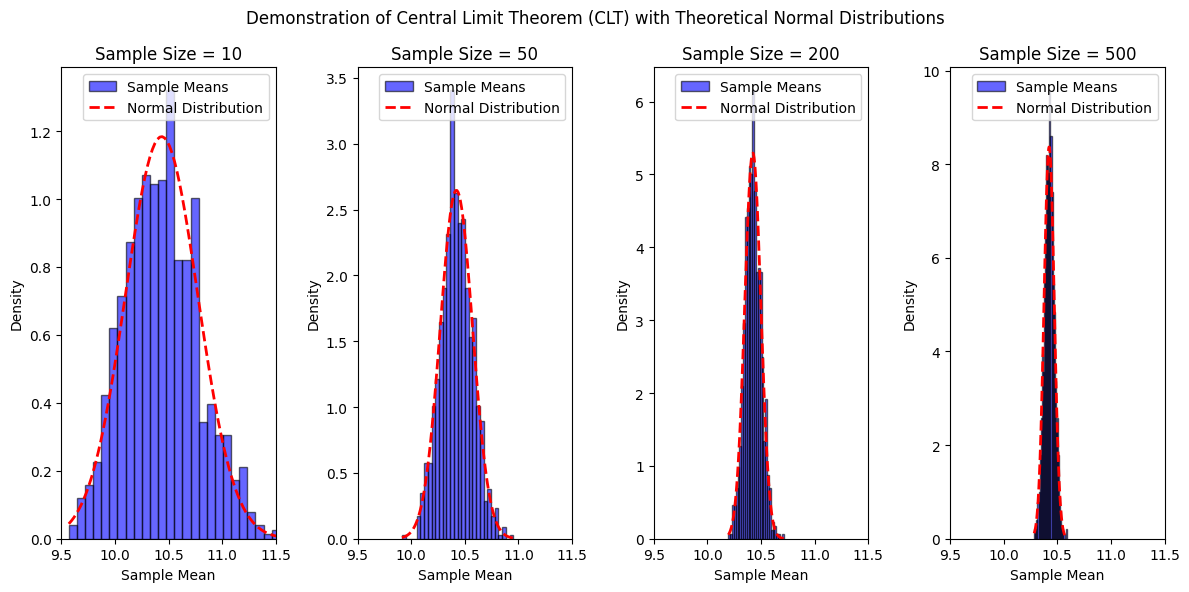 Demonstration of Central Limit Theorem (CLT) with Theoretical Normal Distributions
Sample Size = 10
Sample Means
Normal Distribution
Density
0.0
0.2
0.4
0.6
0.8
1.0
1.2
9.5
10.0
10.5
11.0
11.5
Sample Mean
Sample Size = 50
Sample Means
Normal Distribution
Density
0.0
0.5
1.0
1.5
2.0
2.5
3.0
3.5
9.5
10.0
10.5
11.0
11.5
Sample Mean
Sample Size = 200
Sample Means
Normal Distribution
Density
0
1
2
3
4
5
6
9.5
10.0
10.5
11.0
11.5
Sample Mean
Sample Size = 500
Sample Means
Normal Distribution
Density
0
2
4
6
8
10
9.5
10.0
10.5
11.0
11.5
Sample Mean